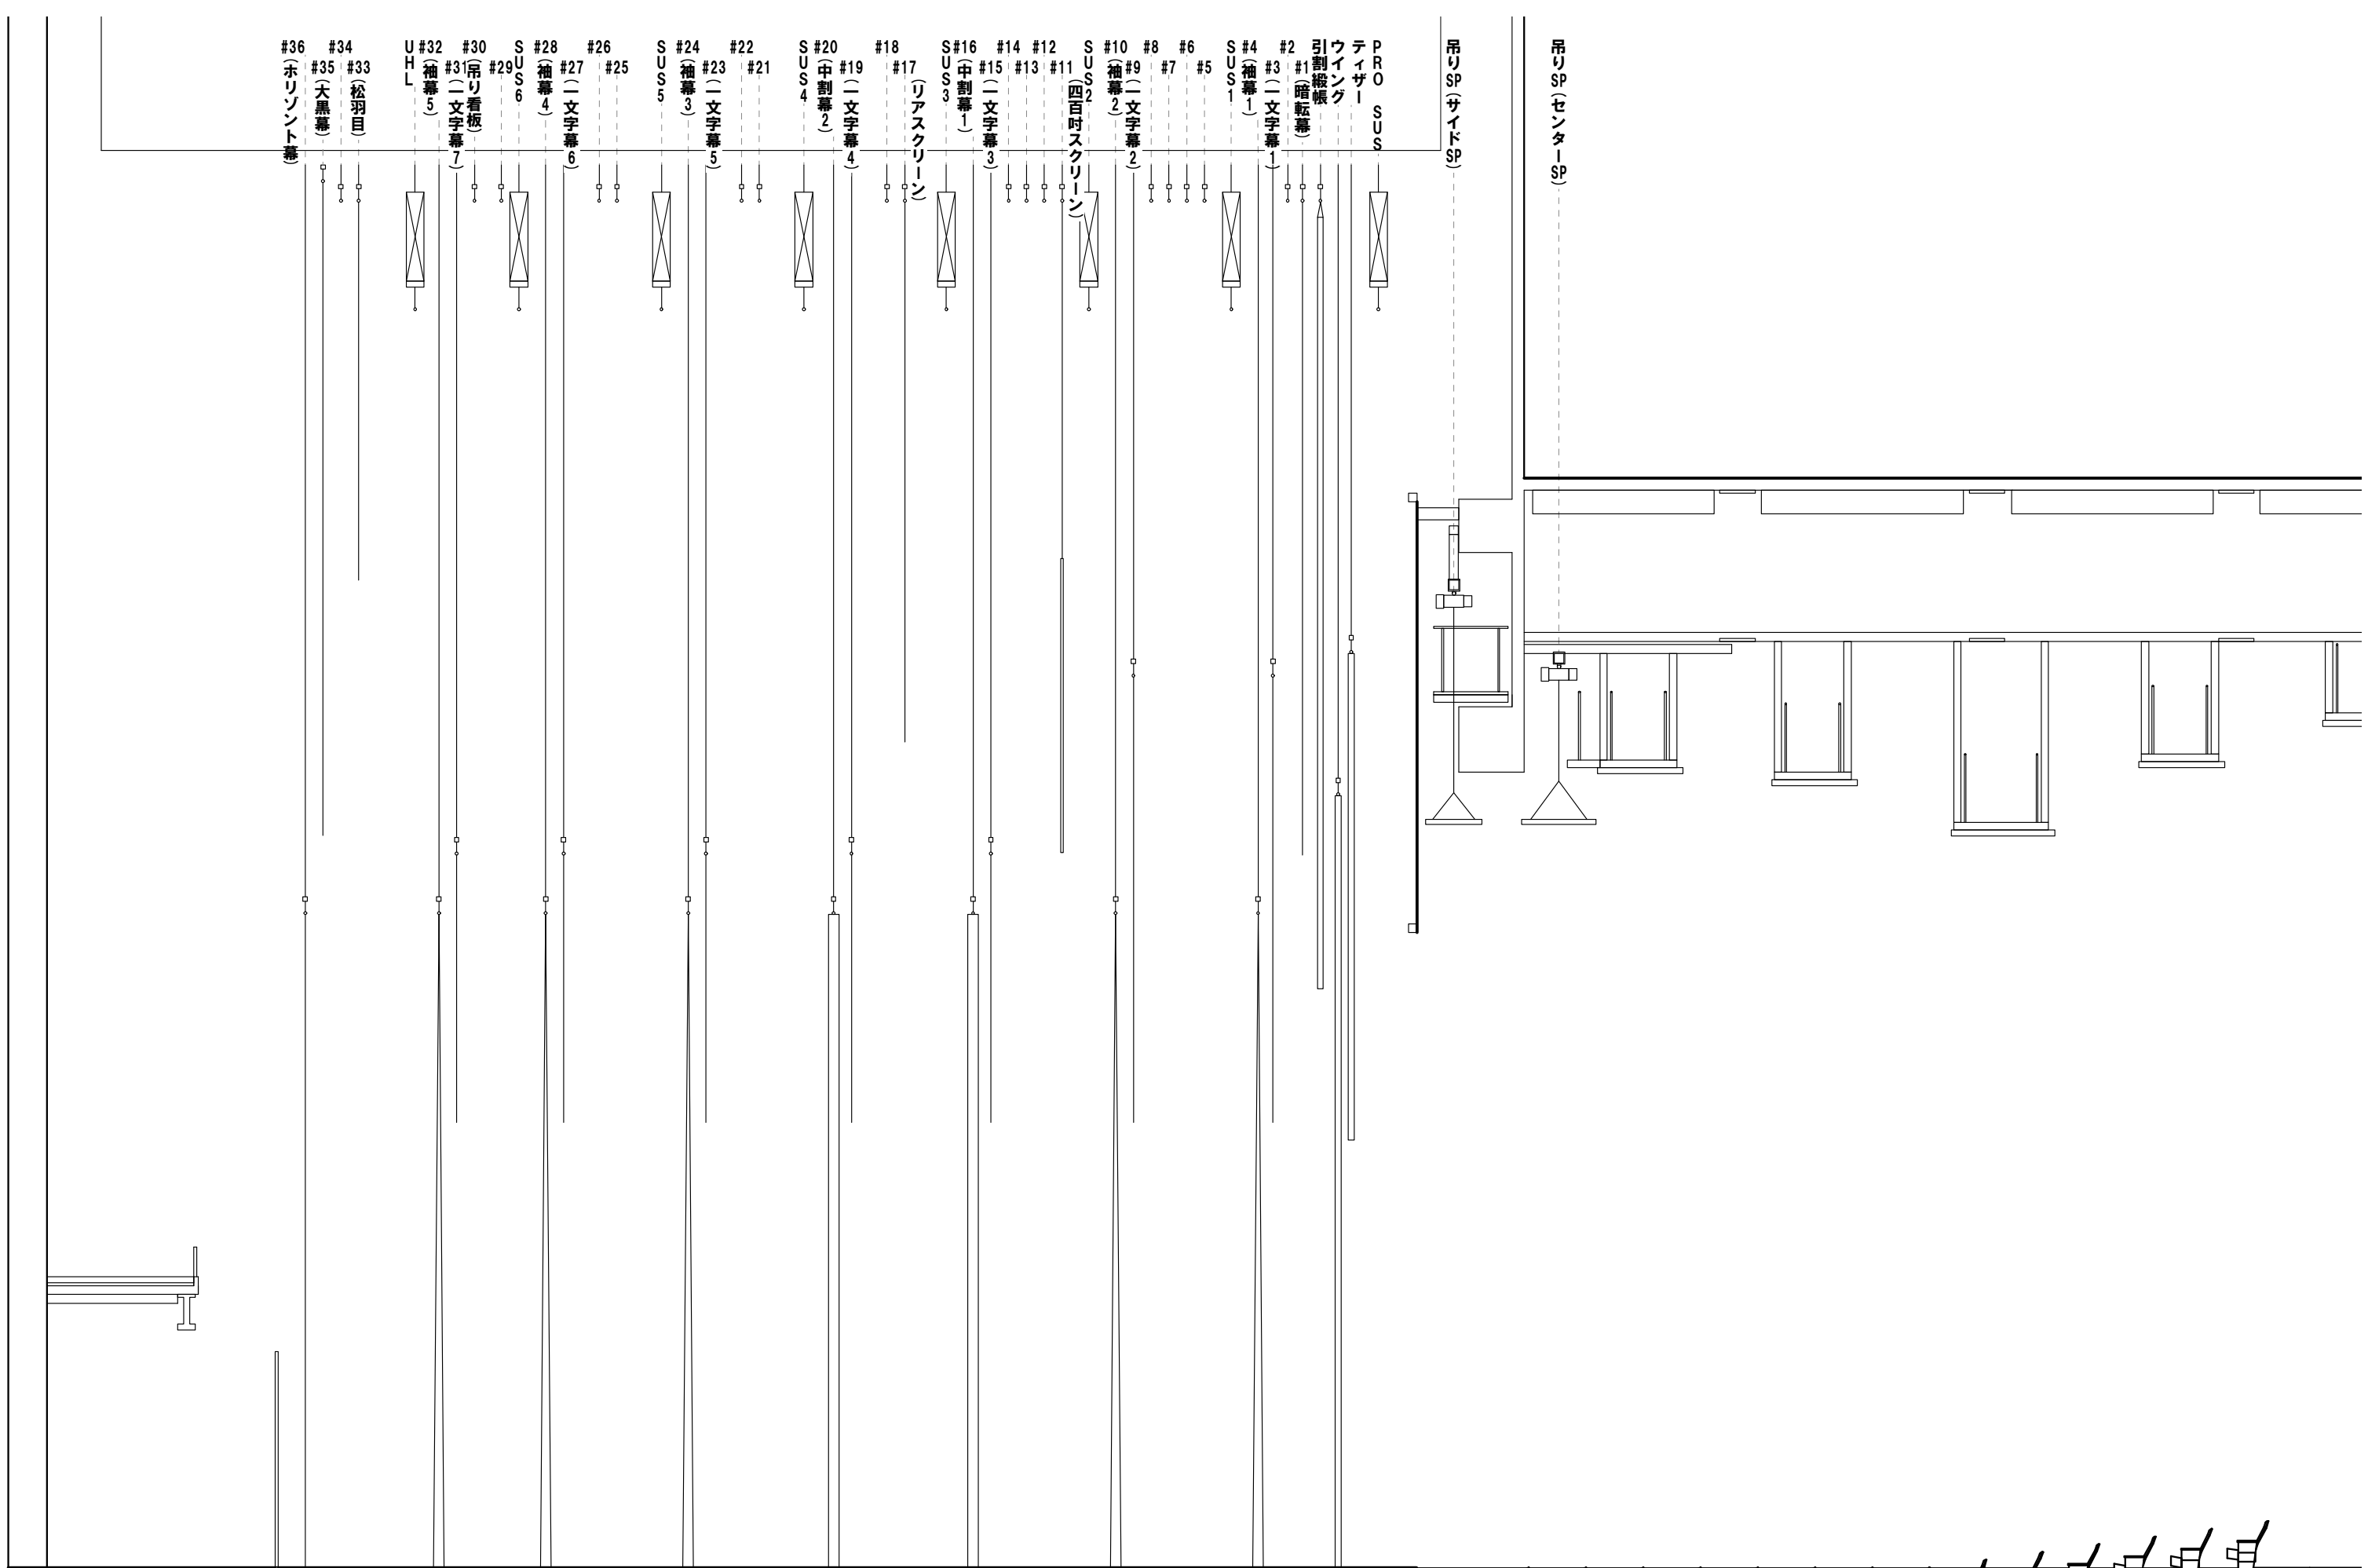 #36（ホリゾント幕）
#35（大黒幕）
#34
#33（松羽目）
UHL
#32（袖幕5）
#31（一文字幕7）
#30（吊り看板）
#29
SUS6
#28（袖幕4）
#27（一文字幕6）
#26
#25
SUS5
#24（袖幕3）
#23（一文字幕5）
#22
#21
SUS4
#20（中割幕2）
#19（一文字幕4）
#18
#17（リアスクリーン）
SUS3
#16（中割幕1）
#15（一文字幕3）
#14
#13
#12
#11（四百吋スクリーン）
SUS2
#10（袖幕2）
#9（一文字幕2）
#8
#7
#6
#5
SUS1
#4（袖幕1）
#3（一文字幕1）
#2
#1（暗転幕）
引割緞帳
ウイング
ティザー
PRO SUS
吊りSP（サイドSP）
吊りSP（センターSP）